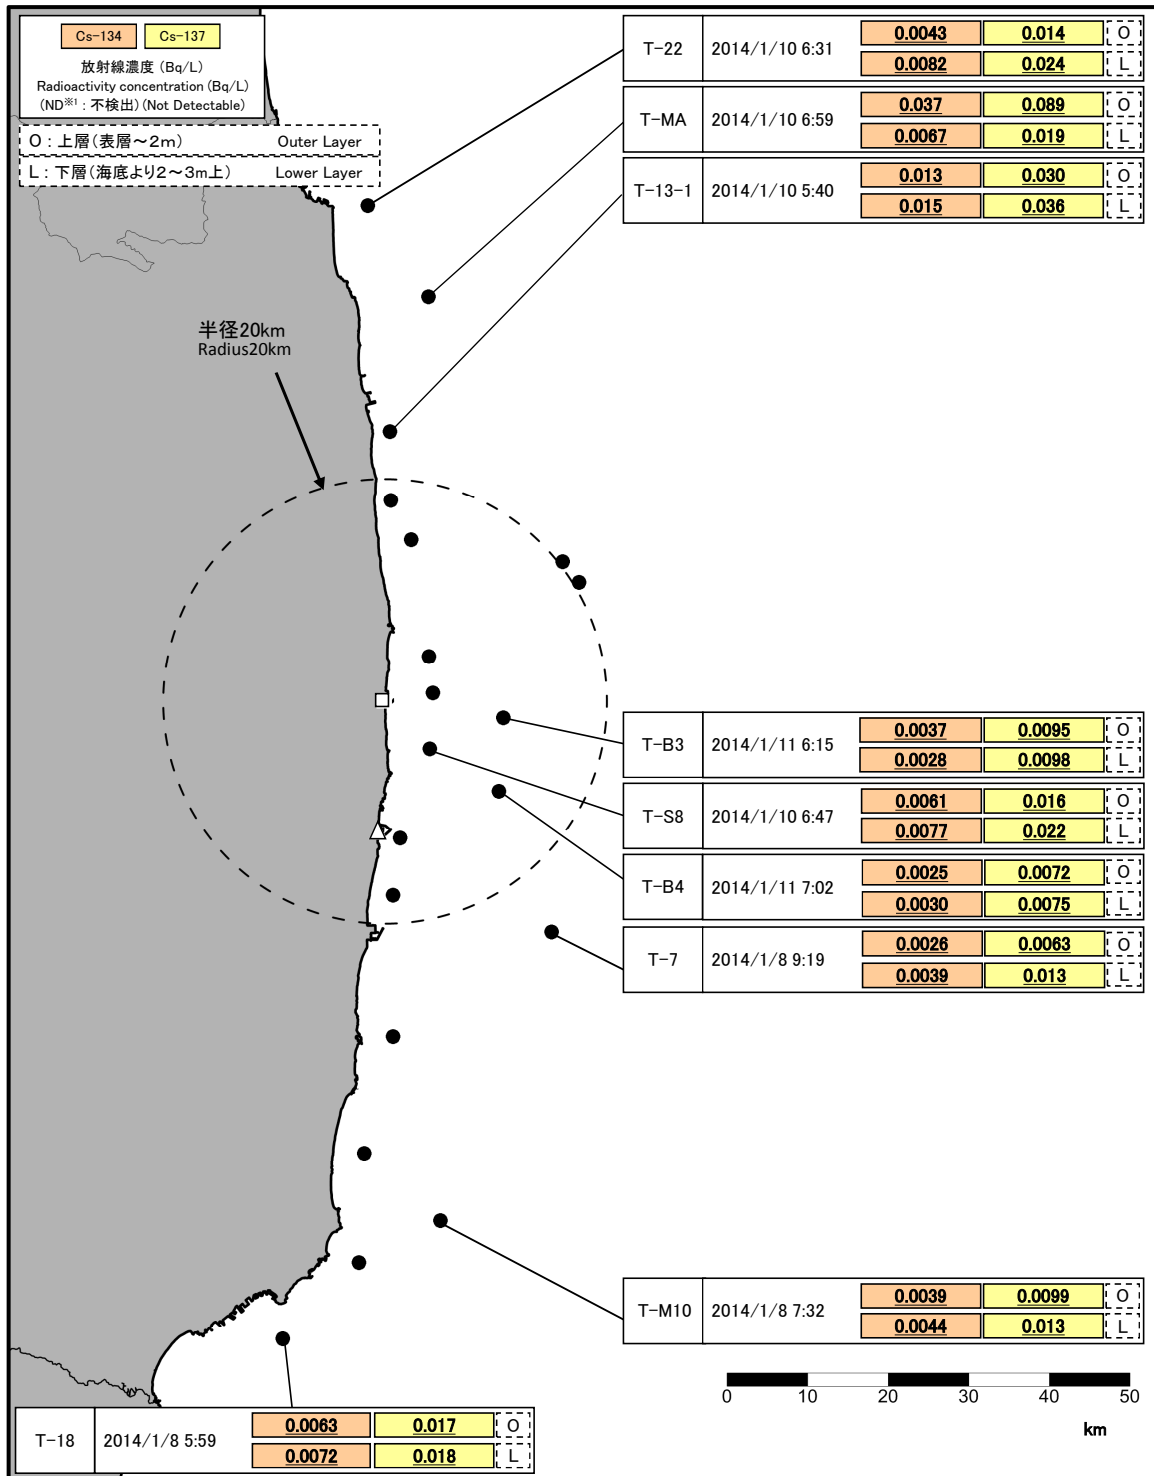 Cs-134 Cs-137
放射線濃度 (Bq/L)
Radioactivity concentration (Bq/L)
(ND※1 : 不検出) (Not Detectable)
O : 上層(表層~2m) Outer Layer
L : 下層(海底より2~3m上) Lower Layer
T-22 2014/1/10 6:31 0.0043 0.014 O
0.0082 0.024 L
T-MA 2014/1/10 6:59 0.037 0.089 O
0.0067 0.019 L
T-13-1 2014/1/10 5:40 0.013 0.030 O
0.015 0.036 L
半径20km
Radius20km
T-B3 2014/1/11 6:15 0.0037 0.0095 O
0.0028 0.0098 L
T-S8 2014/1/10 6:47 0.0061 0.016 O
0.0077 0.022 L
T-B4 2014/1/11 7:02 0.0025 0.0072 O
0.0030 0.0075 L
T-7 2014/1/8 9:19 0.0026 0.0063 O
0.0039 0.013 L
T-M10 2014/1/8 7:32 0.0039 0.0099 O
0.0044 0.013 L
0 10 20 30 40 50
km
T-18 2014/1/8 5:59 0.0063 0.017 O
0.0072 0.018 L